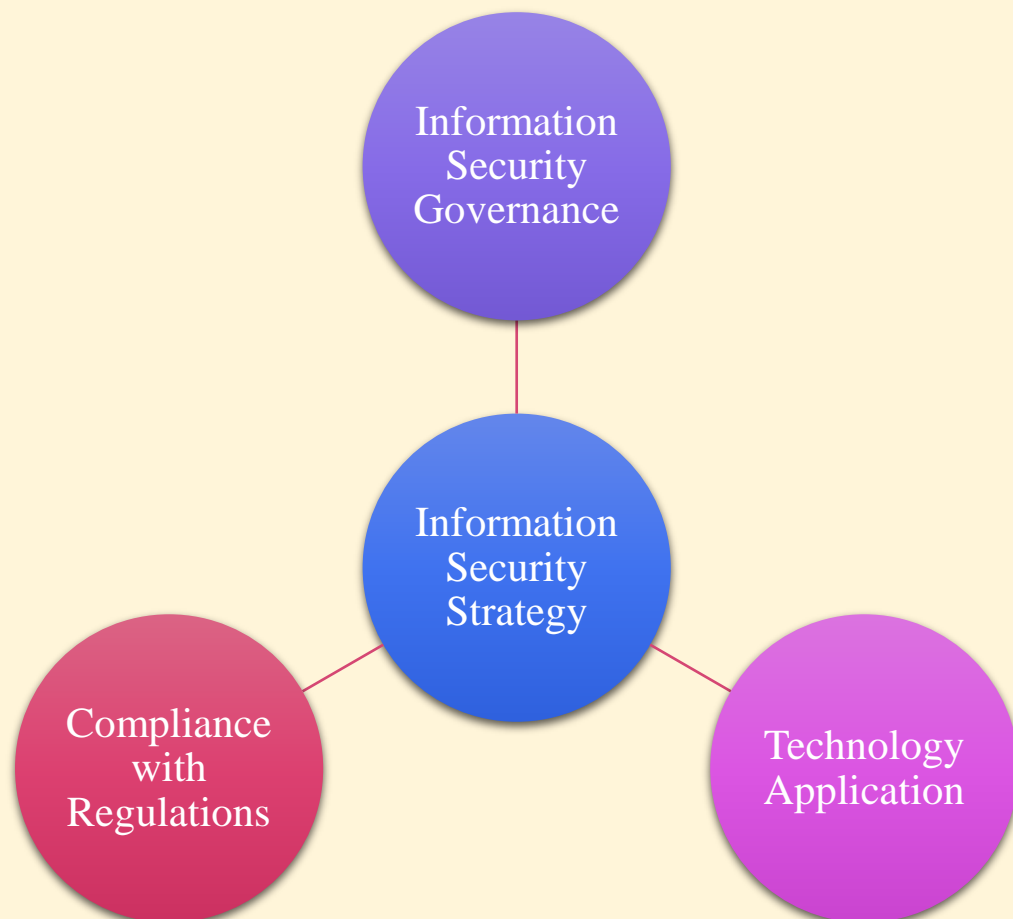 Information
Security
Governance
Information
Security
Strategy
Compliance
with
Regulations
Technology
Application